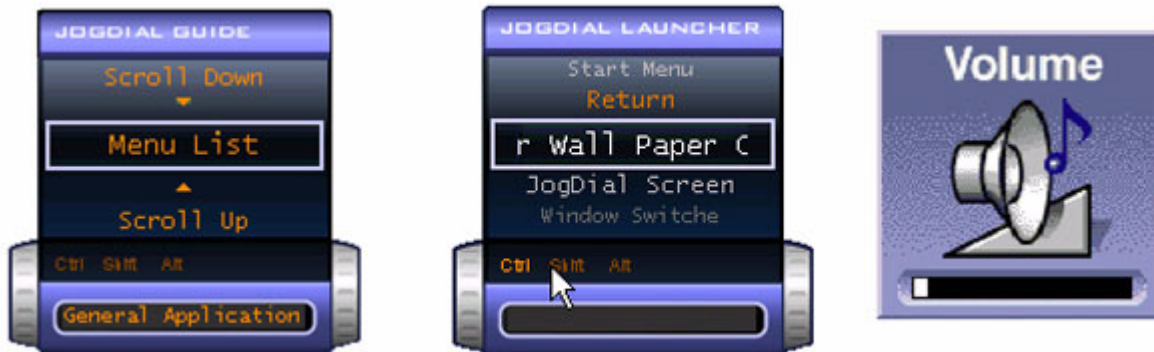 JOGDIAL GUIDE
Scroll Down
Menu List
Scroll Up
Ctrl Shift Alt
General Application
JOGDIAL LAUNCHER
Start Menu
Return
r Wall Paper C
JogDial Screen
Window Switche
Ctrl Shift Alt
Volume